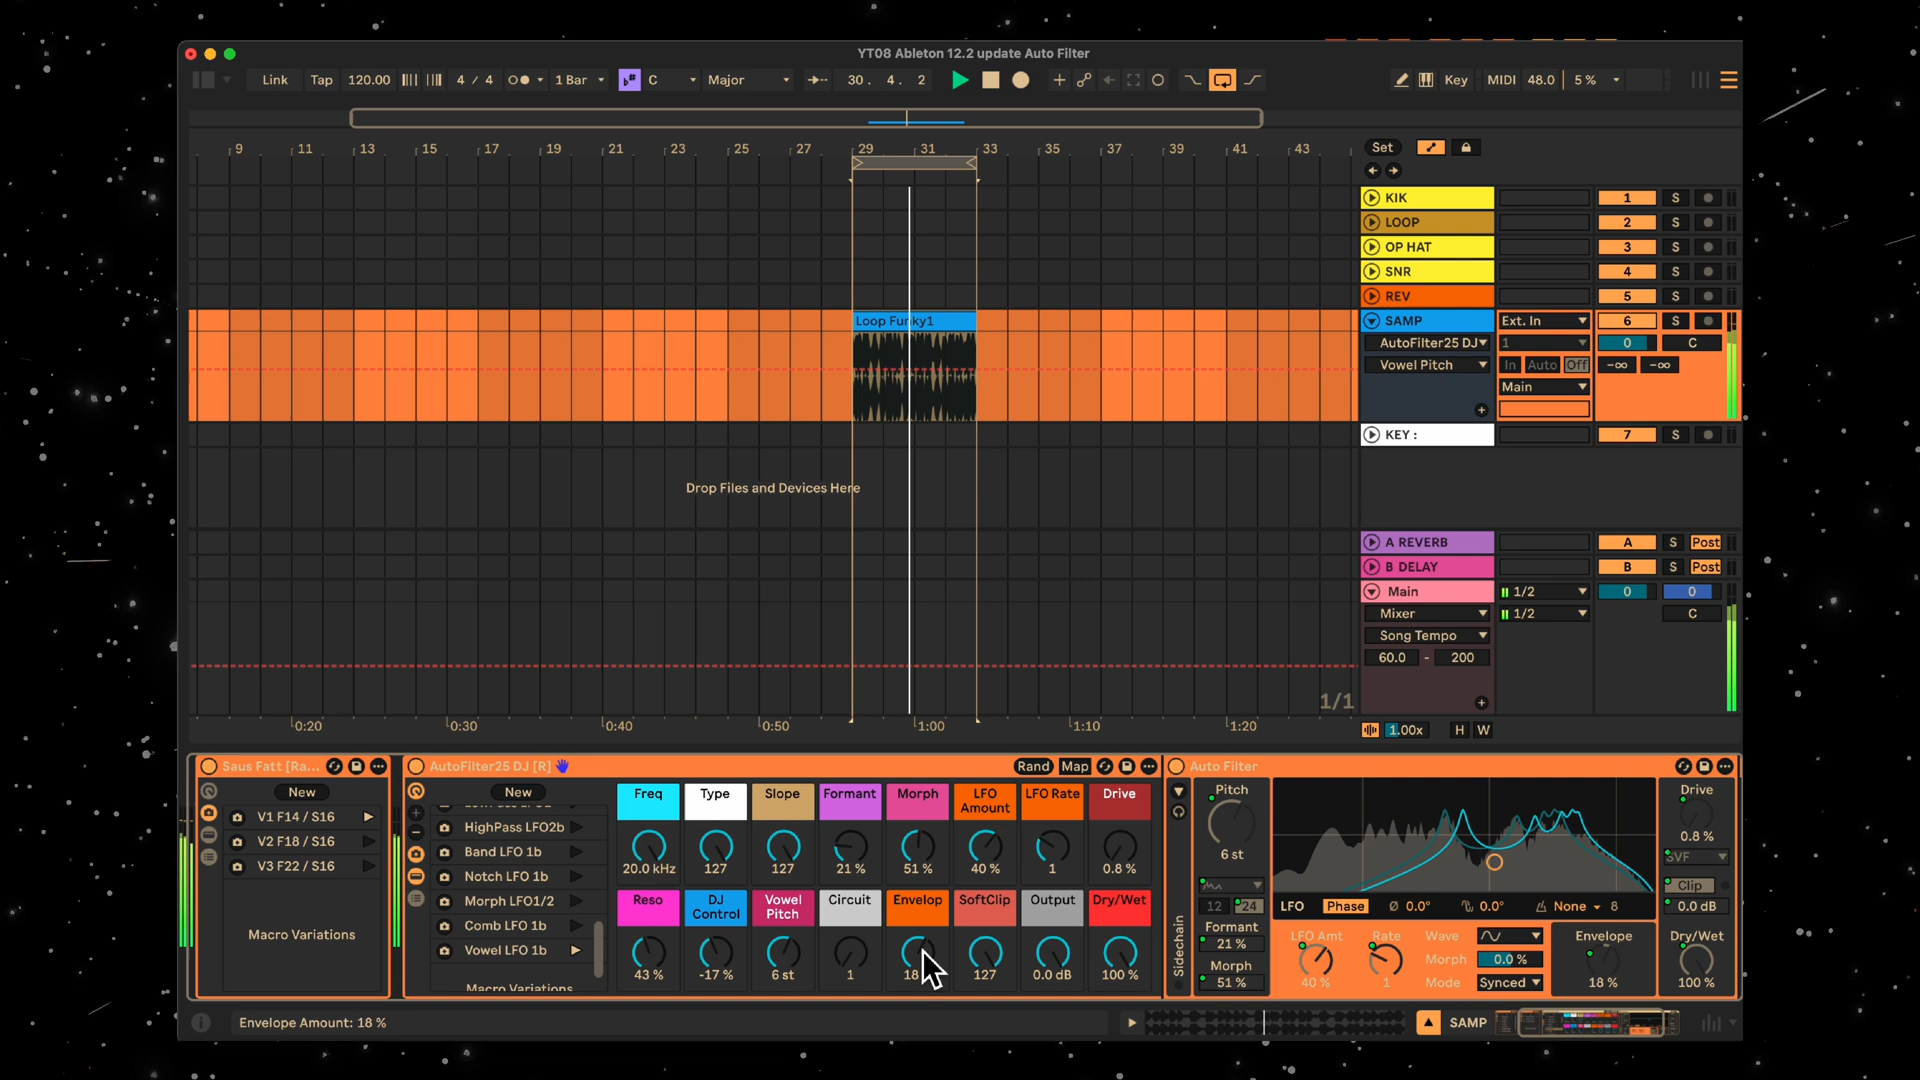 YT08 Ableton 12.2 update Auto Filter
Link Tap 120.00 4 / 4 1 Bar C Major 30. 4. 2 Key MIDI 48.0 5 %
9 11 13 15 17 19 21 23 25 27 29 31 33 35 37 39 41 43
Set
KIK 1 S
LOOP 2 S
OP HAT 3 S
SNR 4 S
REV 5 S
Loop Funky1
SAMP Ext. In 6 S
AutoFilter25 DJ 1 0 C
Vowel Pitch In Auto Off -∞ -∞
Main
KEY : 7 S
Drop Files and Devices Here
A REVERB A S Post
B DELAY B S Post
Main 1/2 0 0
Mixer 1/2 C
Song Tempo
60.0 - 200
1/1
0:20 0:30 0:40 0:50 1:00 1:10 1:20
1.00x H W
Saus Fatt [Ra...
New
V1 F14 / S16
V2 F18 / S16
V3 F22 / S16
Macro Variations
AutoFilter25 DJ [R] Rand Map
New
HighPass LFO2b
Band LFO 1b
Notch LFO 1b
Morph LFO1/2
Comb LFO 1b
Vowel LFO 1b
Macro Variations
Freq Type Slope Formant Morph LFO Amount LFO Rate Drive
20.0 kHz 127 127 21 % 51 % 40 % 1 0.8 %
Reso DJ Control Vowel Pitch Circuit Envelop SoftClip Output Dry/Wet
43 % -17 % 6 st 1 18 127 0.0 dB 100 %
Auto Filter
Sidechain
Pitch
6 st
12 24
Formant
21 %
Morph
51 %
LFO Phase Ø 0.0° 0.0° None 8
LFO Amt Rate Wave
Morph 0.0 %
40 % 1 Mode Synced
Envelope
18 %
Drive
0.8 %
SVF
Clip
0.0 dB
Dry/Wet
100 %
Envelope Amount: 18 %
SAMP